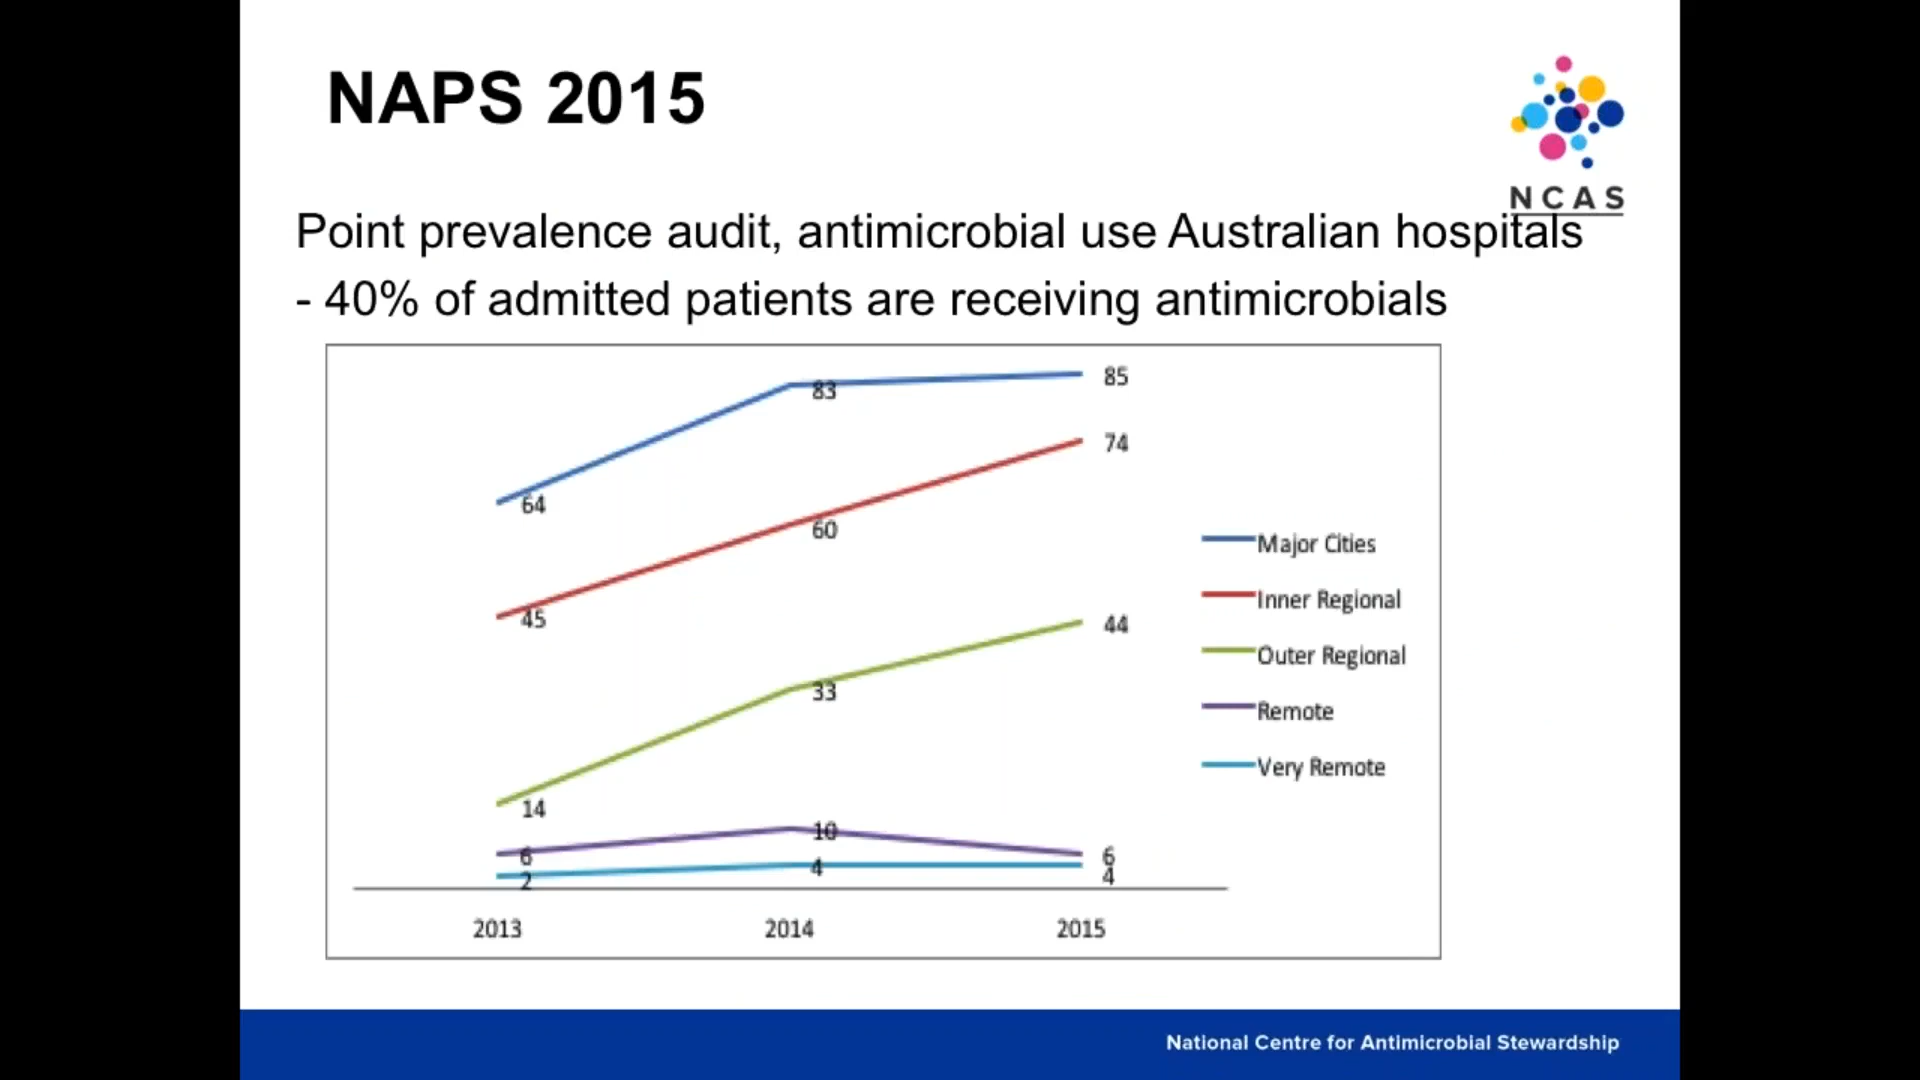 NAPS 2015
NCAS
Point prevalence audit, antimicrobial use Australian hospitals
- 40% of admitted patients are receiving antimicrobials
85
83
74
64
60
45
44
33
14
10
6
6
4
4
2
Major Cities
Inner Regional
Outer Regional
Remote
Very Remote
2013
2014
2015
National Centre for Antimicrobial Stewardship